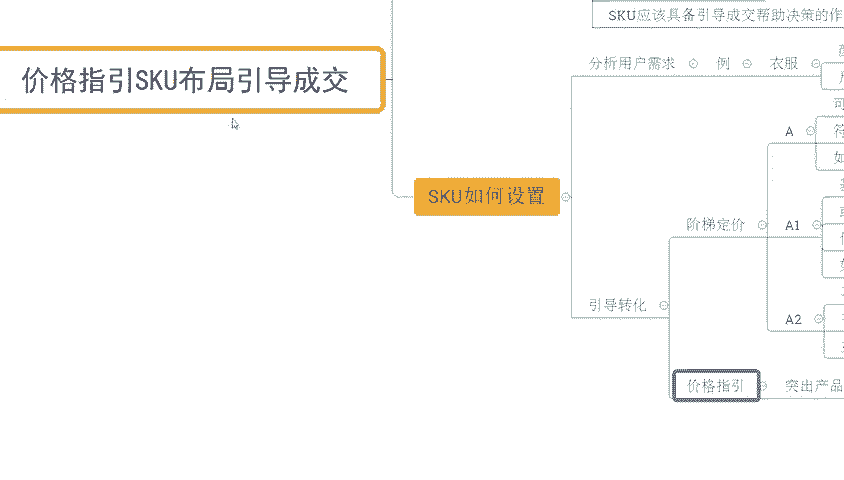 SKU应该具备引导成交帮助决策的作
价格指引SKU布局引导成交
分析用户需求
例
衣服
A
SKU如何设置
阶梯定价
A1
引导转化
A2
价格指引
突出产品